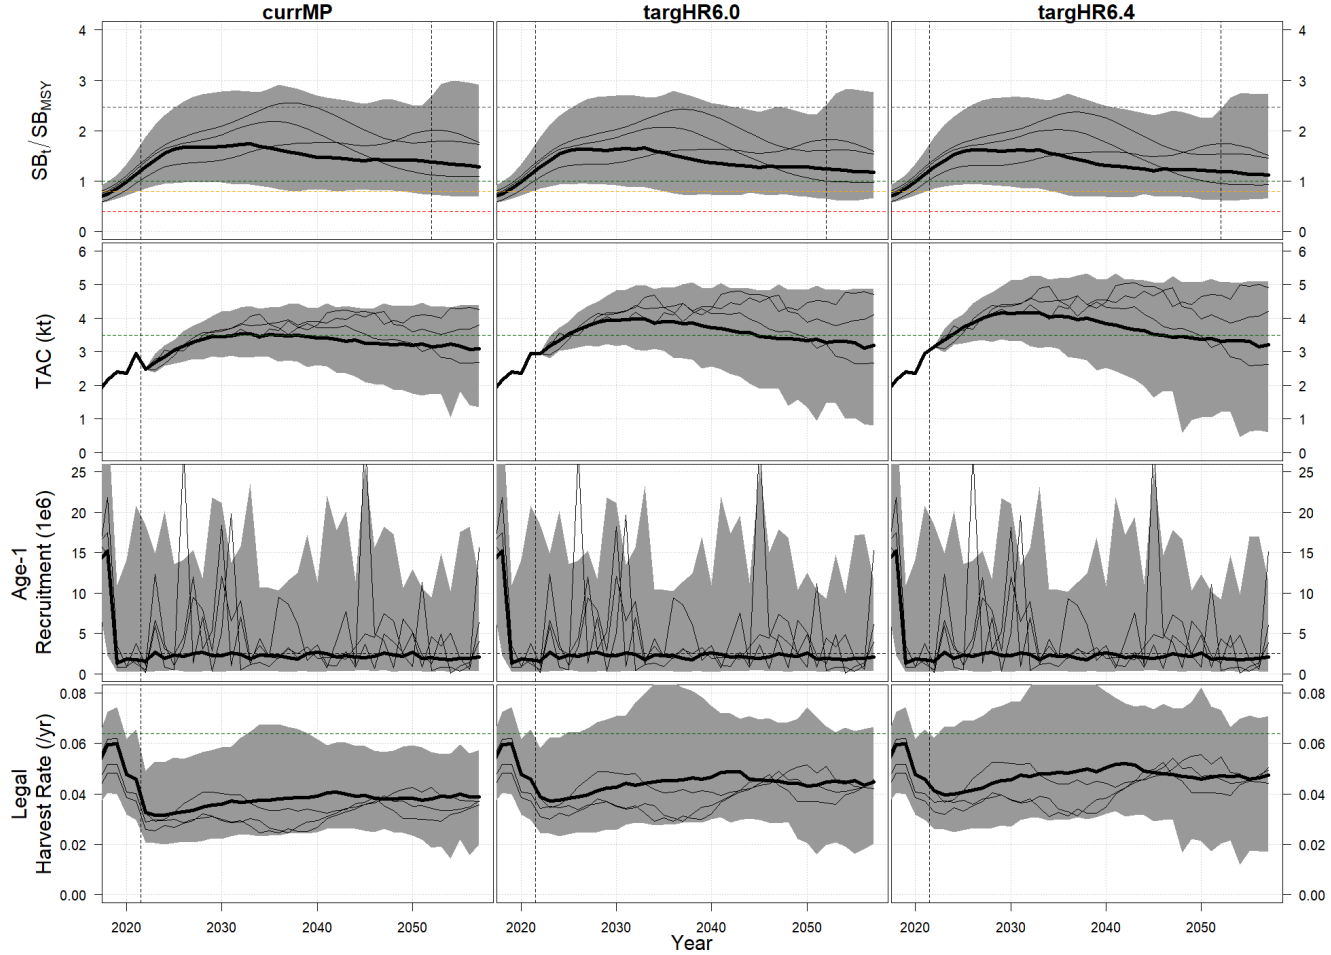 currMP targHR6.0 targHR6.4
SBt / SBMSY
4 4
3 3
2 2
1 1
0 0
TAC (kt)
6 6
5 5
4 4
3 3
2 2
1 1
0 0
Age-1
Recruitment (1e6)
25 25
20 20
15 15
10 10
5 5
0 0
Legal
Harvest Rate (/yr)
0.08 0.08
0.06 0.06
0.04 0.04
0.02 0.02
0.00 0.00
2020 2030 2040 2050 2020 2030 2040 2050 2020 2030 2040 2050
Year